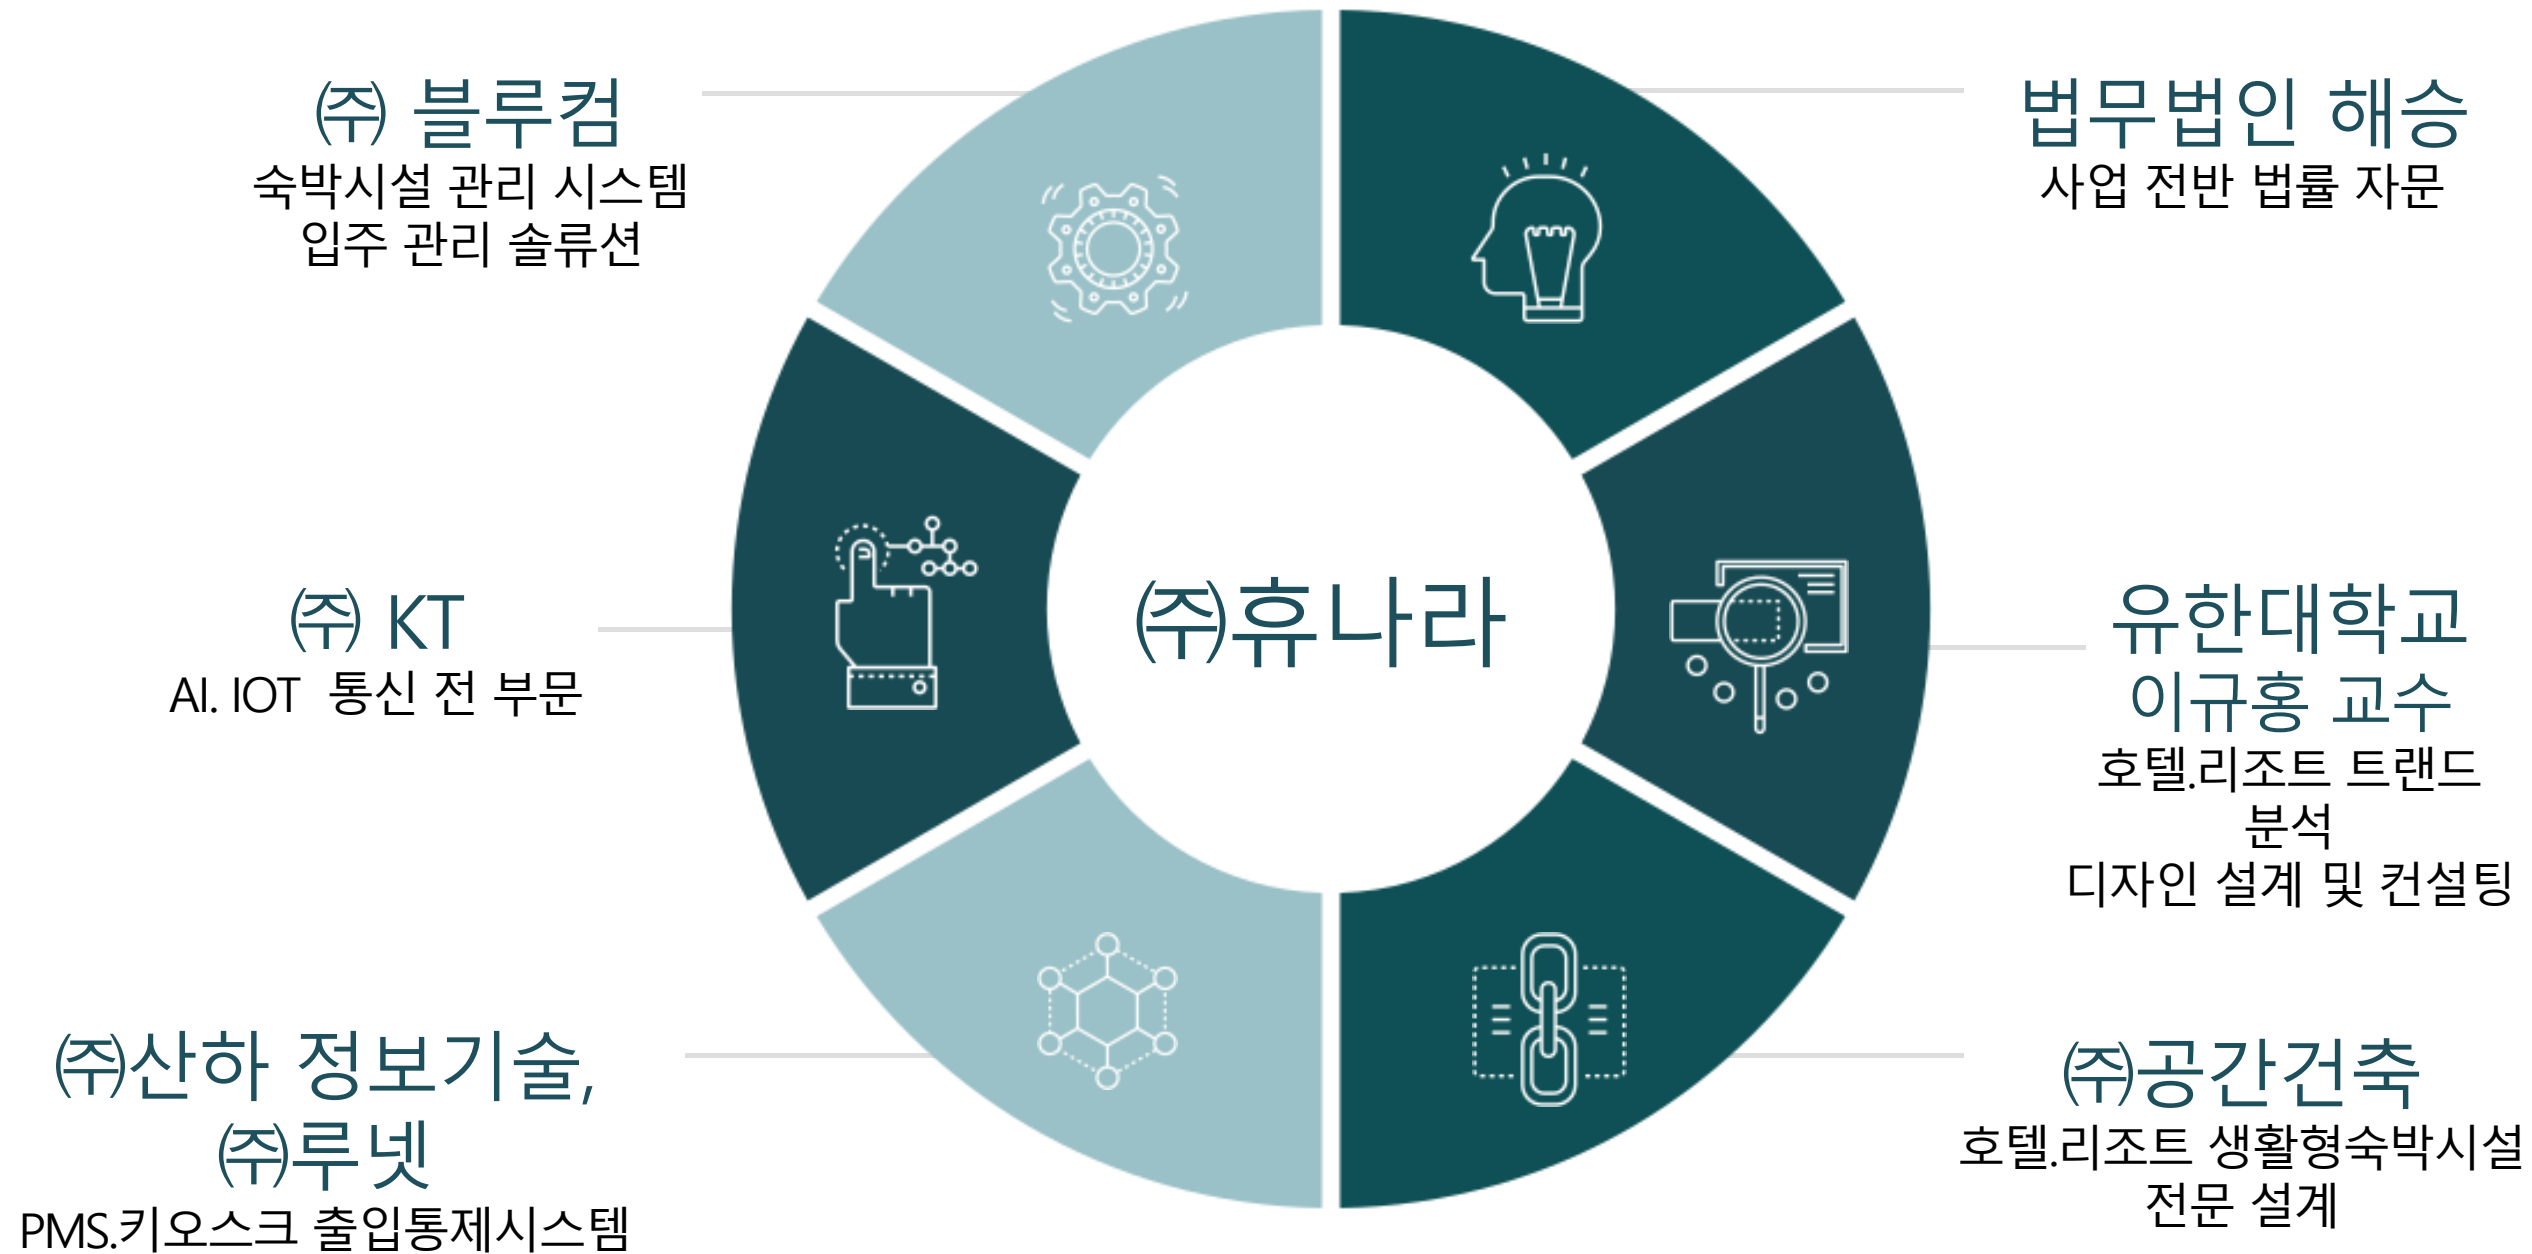 ㈜ 블루컴
숙박시설 관리 시스템
입주 관리 솔류션
법무법인 해승
사업 전반 법률 자문
㈜ KT
AI. IOT  통신 전 부문
㈜휴나라
유한대학교
이규홍 교수
호텔.리조트 트랜드
분석
디자인 설계 및 컨설팅
㈜산하 정보기술,
㈜루넷
PMS.키오스크 출입통제시스템
㈜공간건축
호텔.리조트 생활형숙박시설
전문 설계